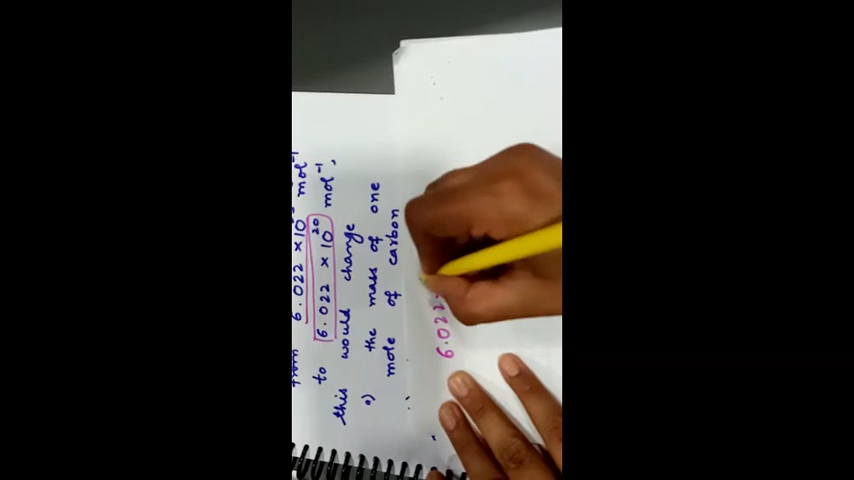 from 6.022 × 10 mol⁻¹
to 6.022 × 10²⁰ mol⁻¹,
this would change
a) the mass of one
mole of carbon
∴
6.022